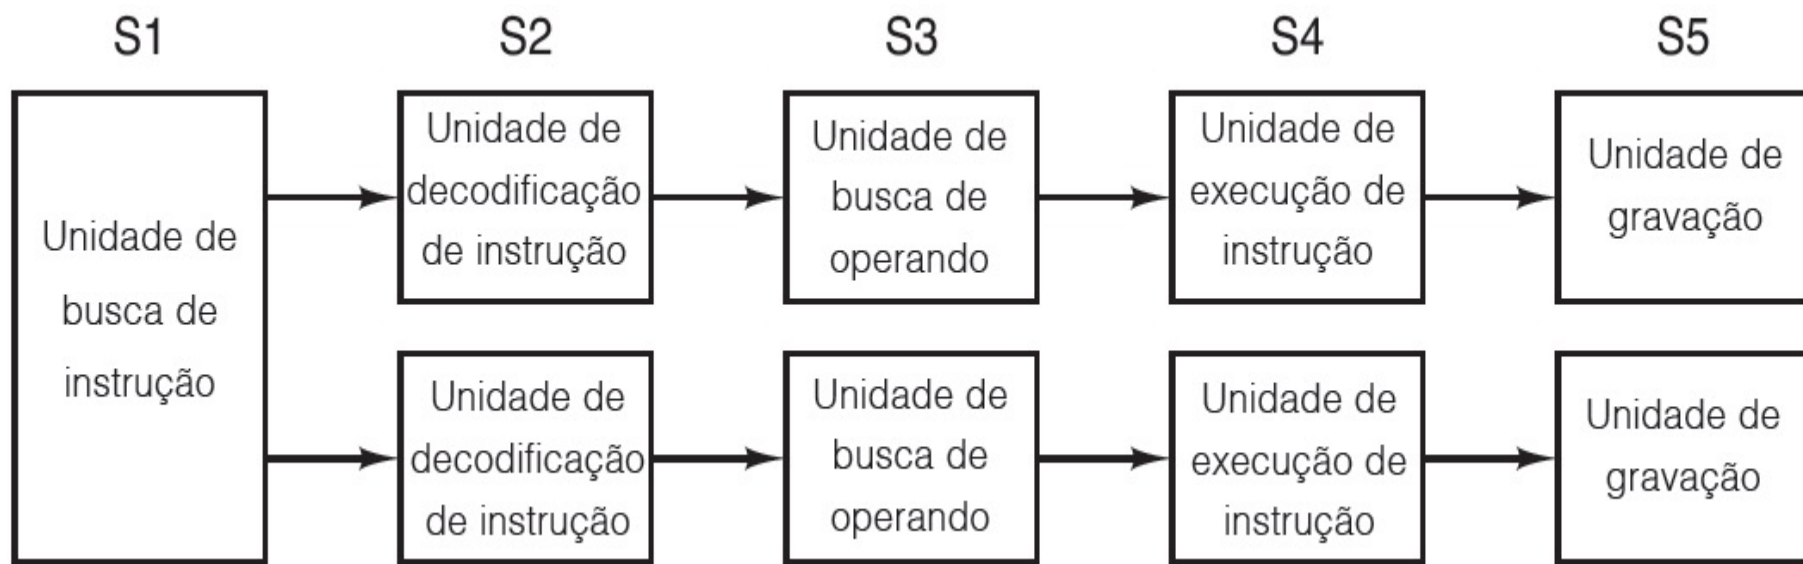 S1 S2 S3 S4 S5
Unidade de
busca de
instrução
Unidade de
decodificação
de instrução
Unidade de
busca de
operando
Unidade de
execução de
instrução
Unidade de
gravação
Unidade de
decodificação
de instrução
Unidade de
busca de
operando
Unidade de
execução de
instrução
Unidade de
gravação